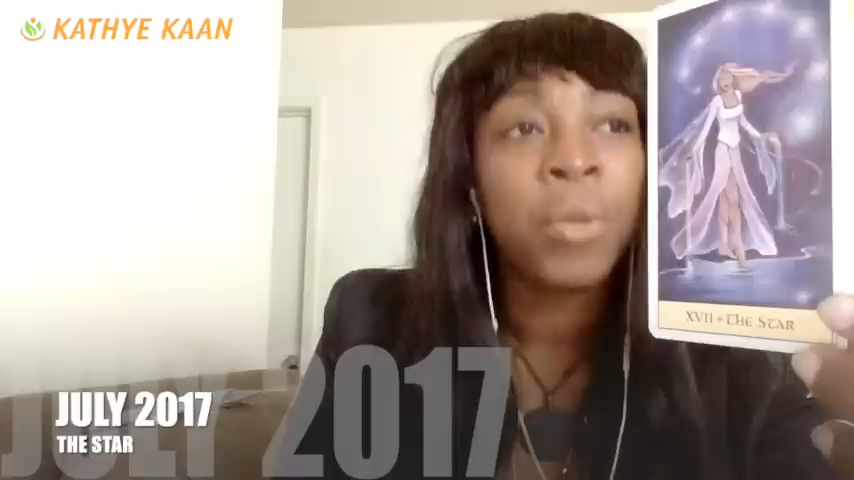 KATHYE KAAN
XVII THE STAR
JULY 2017
JULY 2017
THE STAR